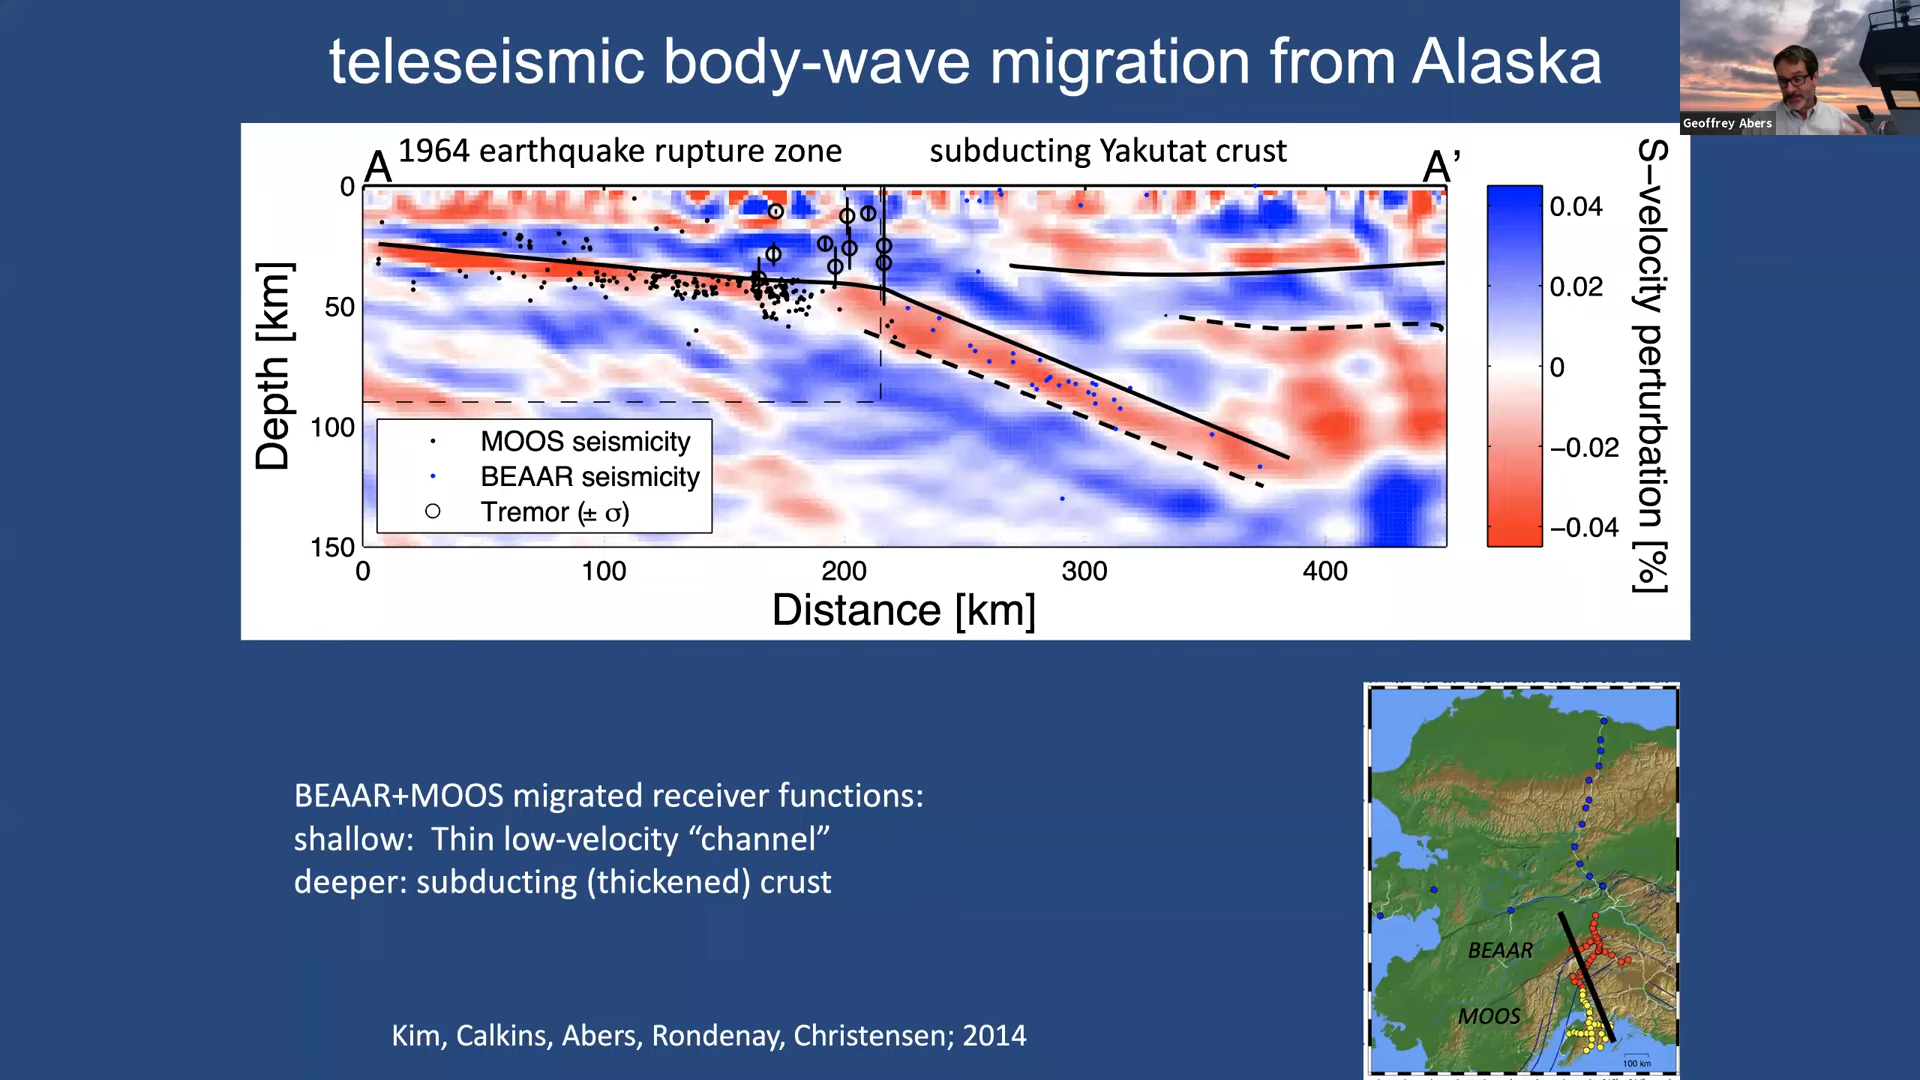 teleseismic body-wave migration from Alaska
Geoffrey Abers
A 1964 earthquake rupture zone subducting Yakutat crust A’
0
50
100
150
Depth [km]
MOOS seismicity
BEAAR seismicity
Tremor (± σ)
0 100 200 300 400
Distance [km]
0.04
0.02
0
−0.02
−0.04
S−velocity perturbation [%]
BEAAR+MOOS migrated receiver functions:
shallow: Thin low-velocity “channel”
deeper: subducting (thickened) crust
Kim, Calkins, Abers, Rondenay, Christensen; 2014
BEAAR
MOOS
100 km